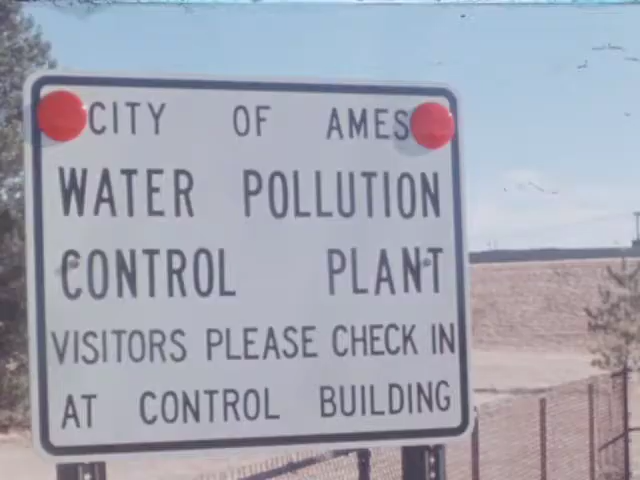 CITY OF AMES
WATER POLLUTION
CONTROL PLANT
VISITORS PLEASE CHECK IN
AT CONTROL BUILDING